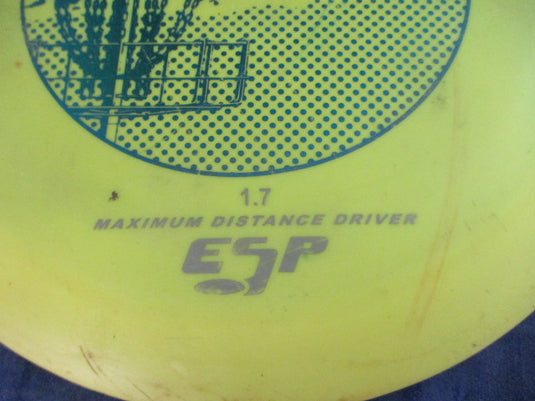 1.7
MAXIMUM DISTANCE DRIVER
ESP